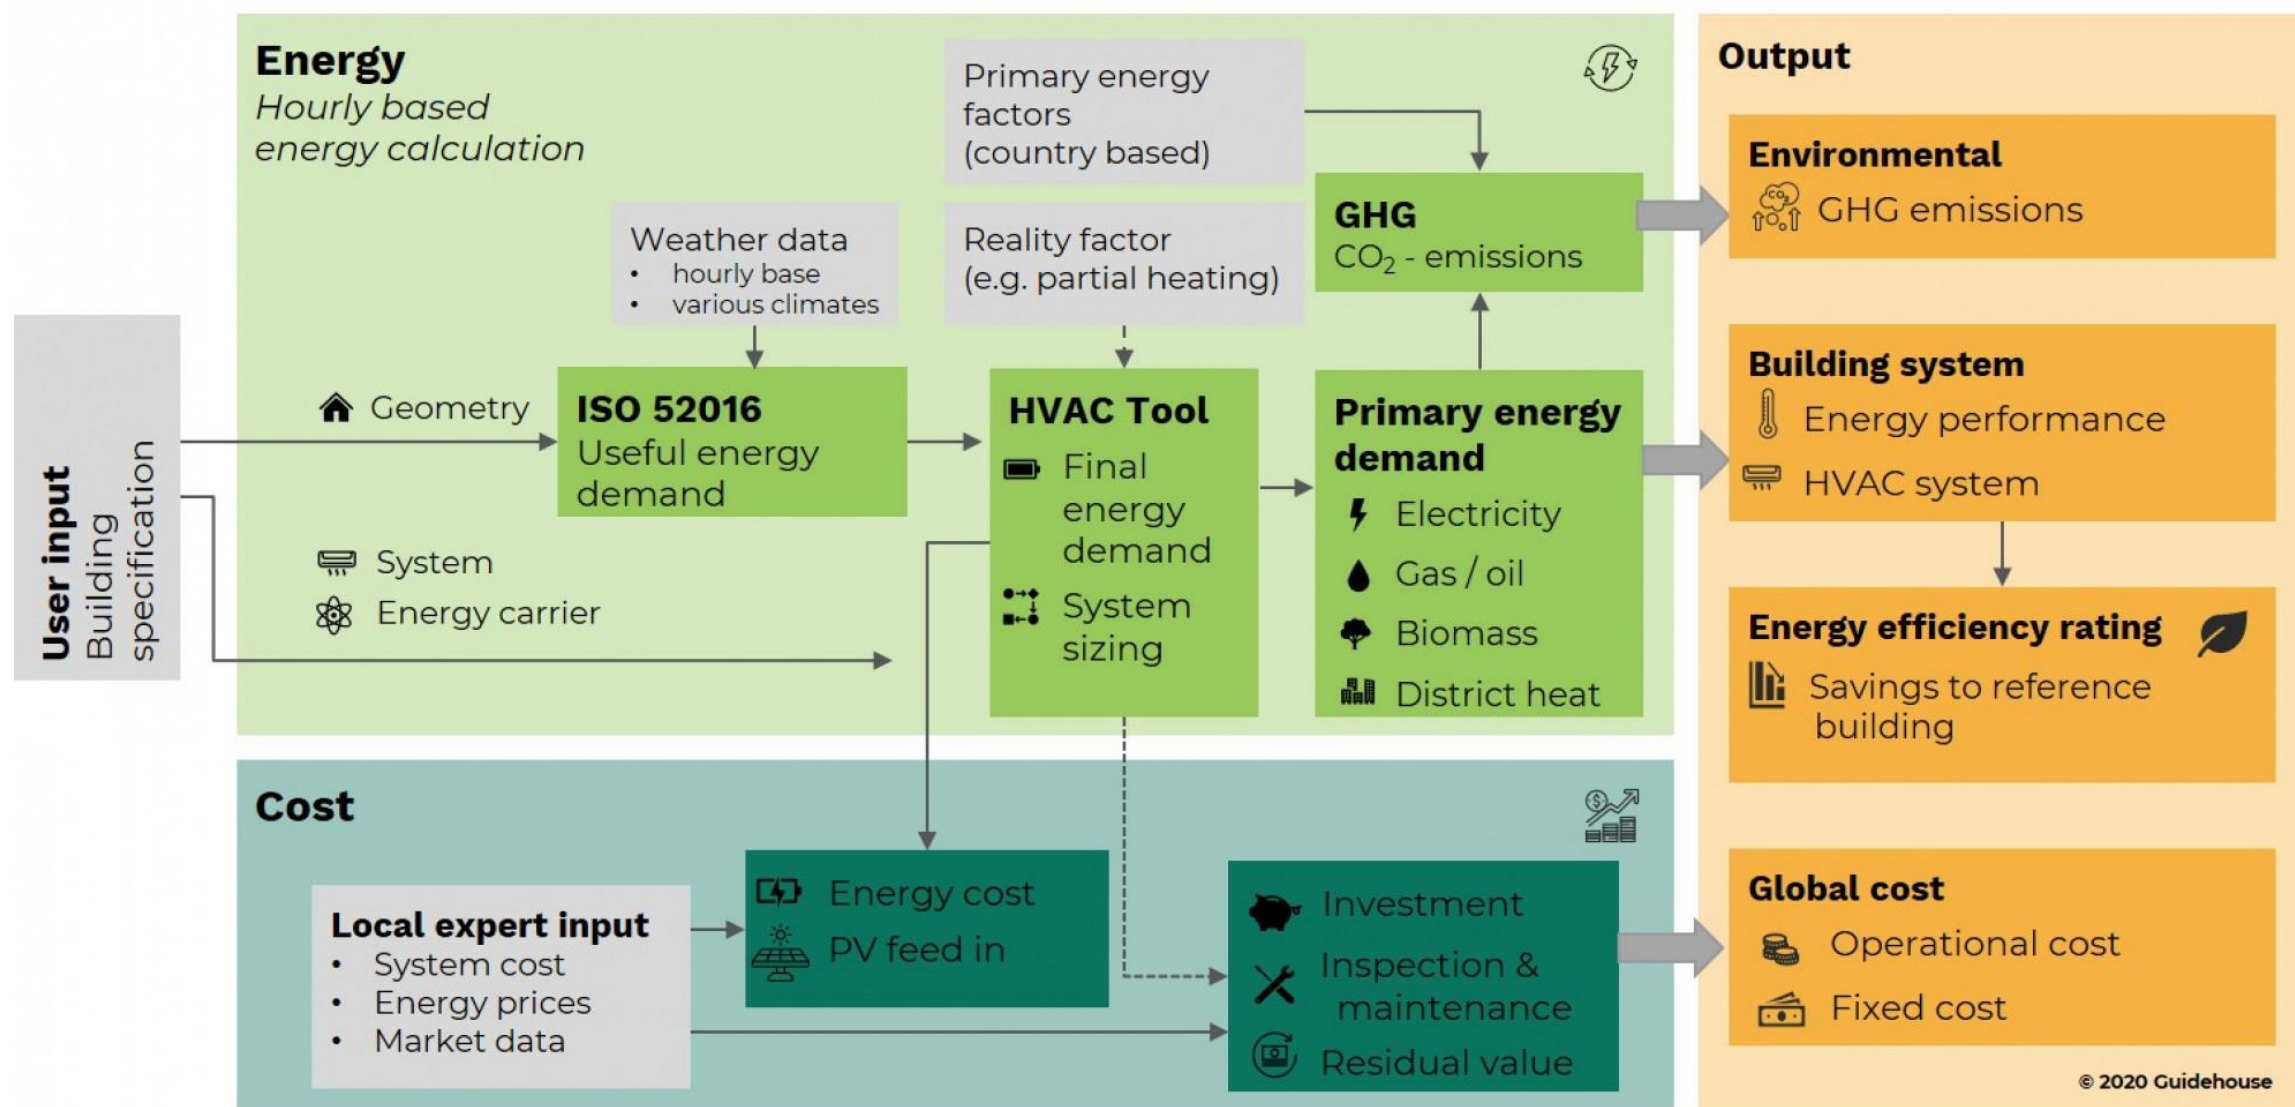 Energy
Hourly based
energy calculation
Primary energy
factors
(country based)
Weather data
• hourly base
• various climates
Reality factor
(e.g. partial heating)
GHG
CO₂ - emissions
User input
Building
specification
Geometry
ISO 52016
Useful energy
demand
System
Energy carrier
HVAC Tool
Final
energy
demand
System
sizing
Primary energy
demand
Electricity
Gas / oil
Biomass
District heat
Cost
Local expert input
• System cost
• Energy prices
• Market data
Energy cost
PV feed in
Investment
Inspection &
maintenance
Residual value
Output
Environmental
CO₂
GHG emissions
Building system
Energy performance
HVAC system
Energy efficiency rating
Savings to reference
building
Global cost
Operational cost
Fixed cost
© 2020 Guidehouse